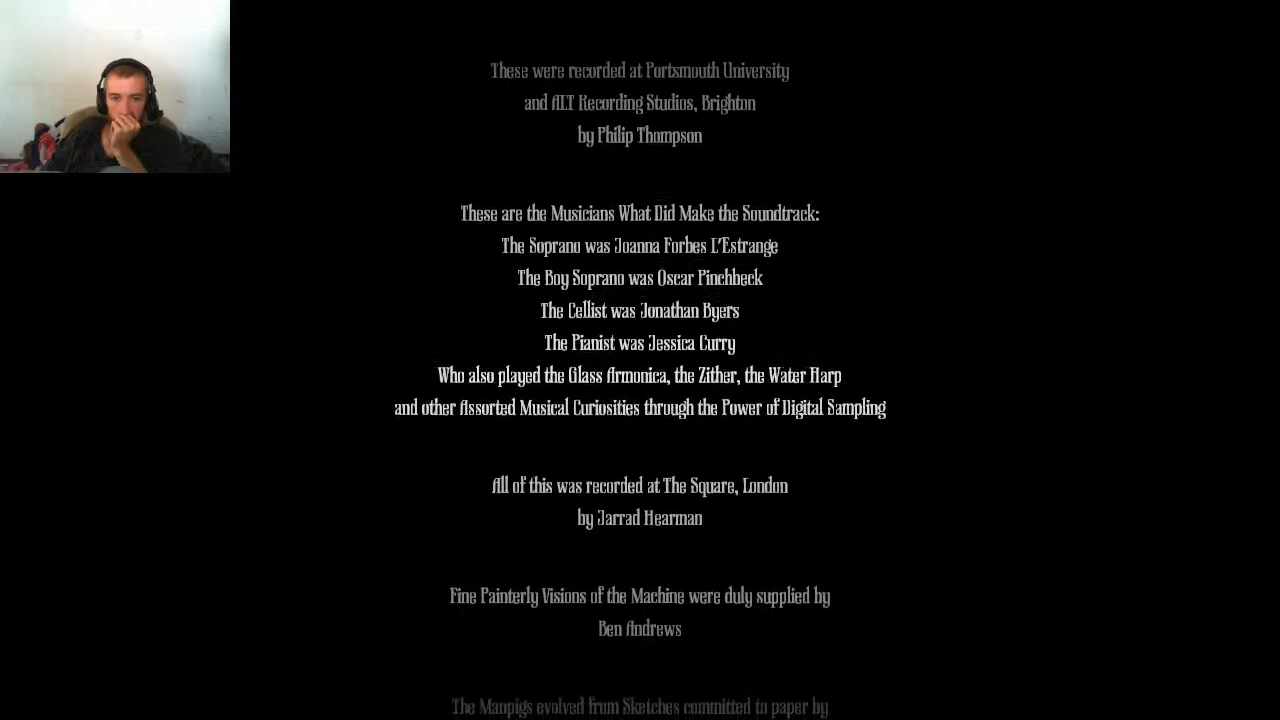 These were recorded at Portsmouth University
and AIT Recording Studios, Brighton
by Philip Thompson
These are the Musicians What Did Make the Soundtrack:
The Soprano was Joanna Forbes L'Estrange
The Boy Soprano was Oscar Pinchbeck
The Cellist was Jonathan Byers
The Pianist was Jessica Curry
Who also played the Glass Armonica, the Zither, the Water Harp
and other Assorted Musical Curiosities through the Power of Digital Sampling
All of this was recorded at The Square, London
by Jarrad Hearman
Fine Painterly Visions of the Machine were duly supplied by
Ben Andrews
The Manpigs evolved from Sketches committed to paper by